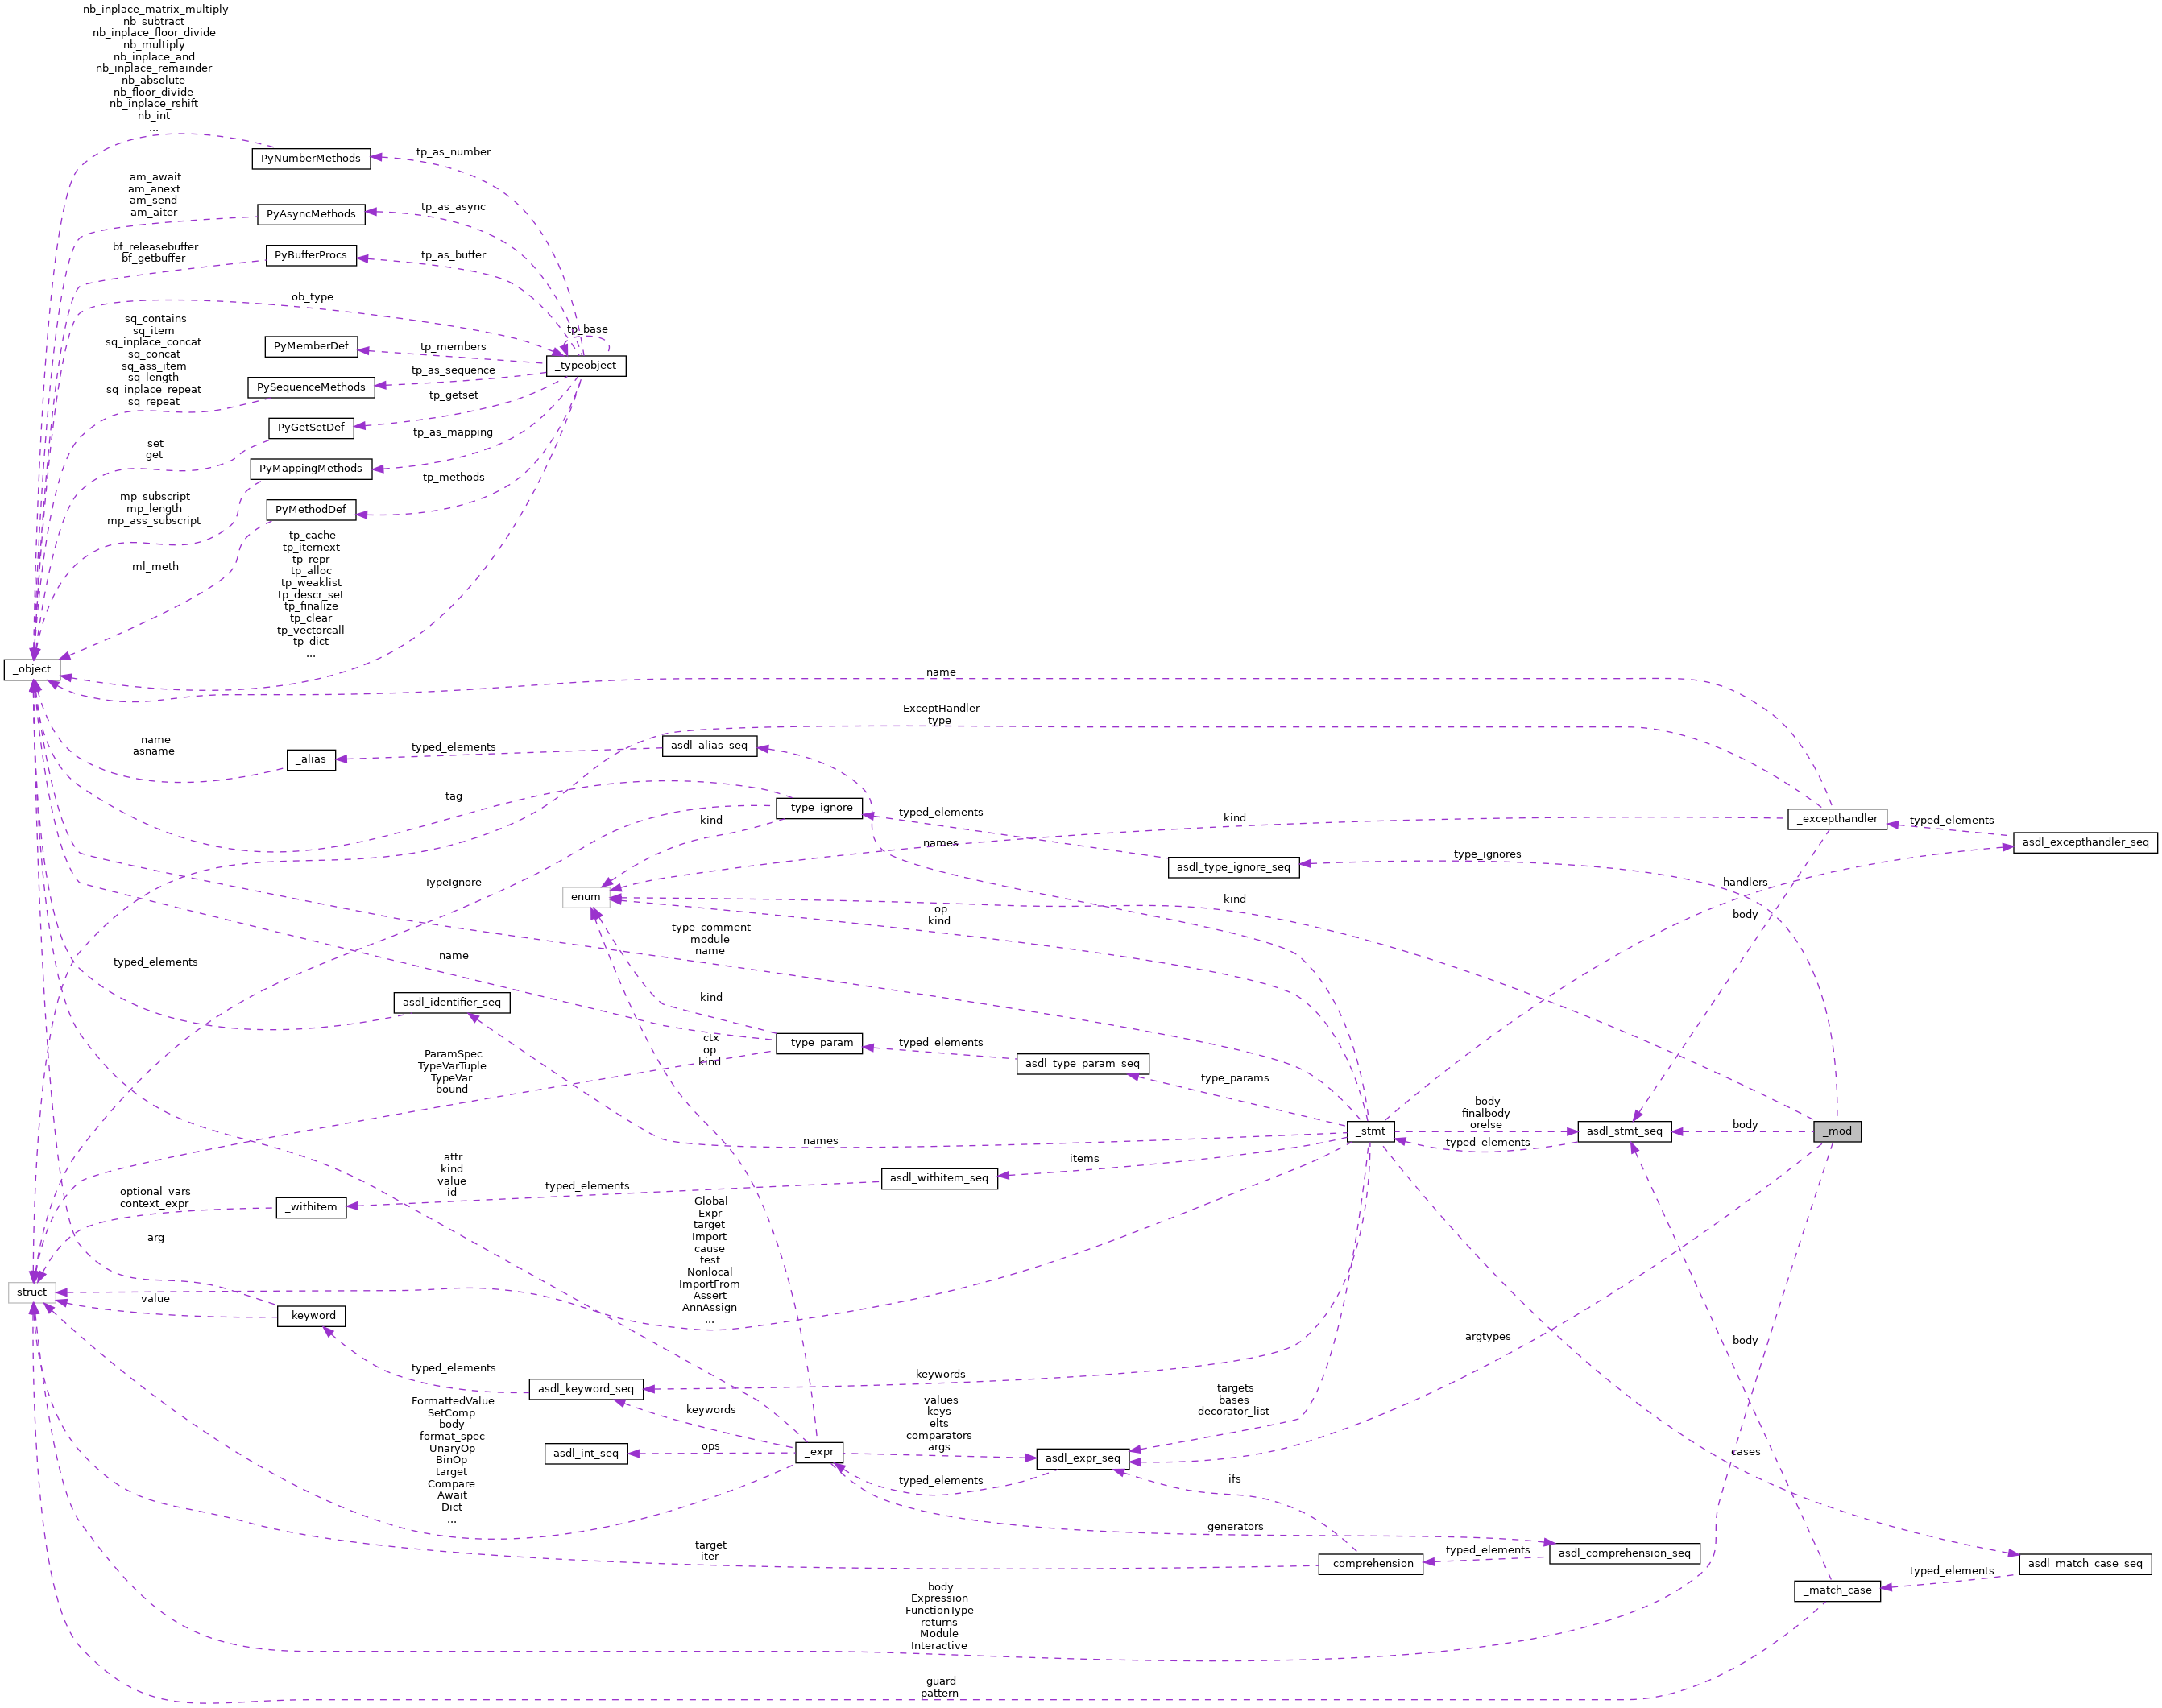 nb_inplace_matrix_multiply
nb_subtract
nb_inplace_floor_divide
nb_multiply
nb_inplace_and
nb_inplace_remainder
nb_absolute
nb_floor_divide
nb_inplace_rshift
nb_int
...
PyNumberMethods
tp_as_number
am_await
am_anext
am_send
am_aiter
PyAsyncMethods
tp_as_async
bf_releasebuffer
bf_getbuffer
PyBufferProcs
tp_as_buffer
ob_type
sq_contains
sq_item
sq_inplace_concat
sq_concat
sq_ass_item
sq_length
sq_inplace_repeat
sq_repeat
PyMemberDef
tp_members
tp_base
_typeobject
PySequenceMethods
tp_as_sequence
tp_getset
PyGetSetDef
set
get
tp_as_mapping
PyMappingMethods
tp_methods
mp_subscript
mp_length
mp_ass_subscript
PyMethodDef
ml_meth
tp_cache
tp_iternext
tp_repr
tp_alloc
tp_weaklist
tp_descr_set
tp_finalize
tp_clear
tp_vectorcall
tp_dict
...
_object
name
ExceptHandler
type
name
asname
_alias
typed_elements
asdl_alias_seq
tag
_type_ignore
kind
typed_elements
names
kind
_excepthandler
typed_elements
asdl_excepthandler_seq
asdl_type_ignore_seq
type_ignores
TypeIgnore
enum
op
kind
kind
handlers
body
type_comment
module
name
name
typed_elements
asdl_identifier_seq
kind
ctx
op
kind
_type_param
typed_elements
asdl_type_param_seq
type_params
ParamSpec
TypeVarTuple
TypeVar
bound
names
_stmt
body
finalbody
orelse
typed_elements
asdl_stmt_seq
body
_mod
items
asdl_withitem_seq
typed_elements
attr
kind
value
id
optional_vars
context_expr
_withitem
arg
Global
Expr
target
Import
cause
test
Nonlocal
ImportFrom
Assert
AnnAssign
...
struct
value
_keyword
argtypes
body
typed_elements
asdl_keyword_seq
keywords
keywords
targets
bases
decorator_list
FormattedValue
SetComp
body
format_spec
UnaryOp
BinOp
target
Compare
Await
Dict
...
asdl_int_seq
ops
_expr
values
keys
elts
comparators
args
asdl_expr_seq
typed_elements
ifs
cases
generators
target
iter
_comprehension
typed_elements
asdl_comprehension_seq
asdl_match_case_seq
typed_elements
_match_case
body
Expression
FunctionType
returns
Module
Interactive
guard
pattern